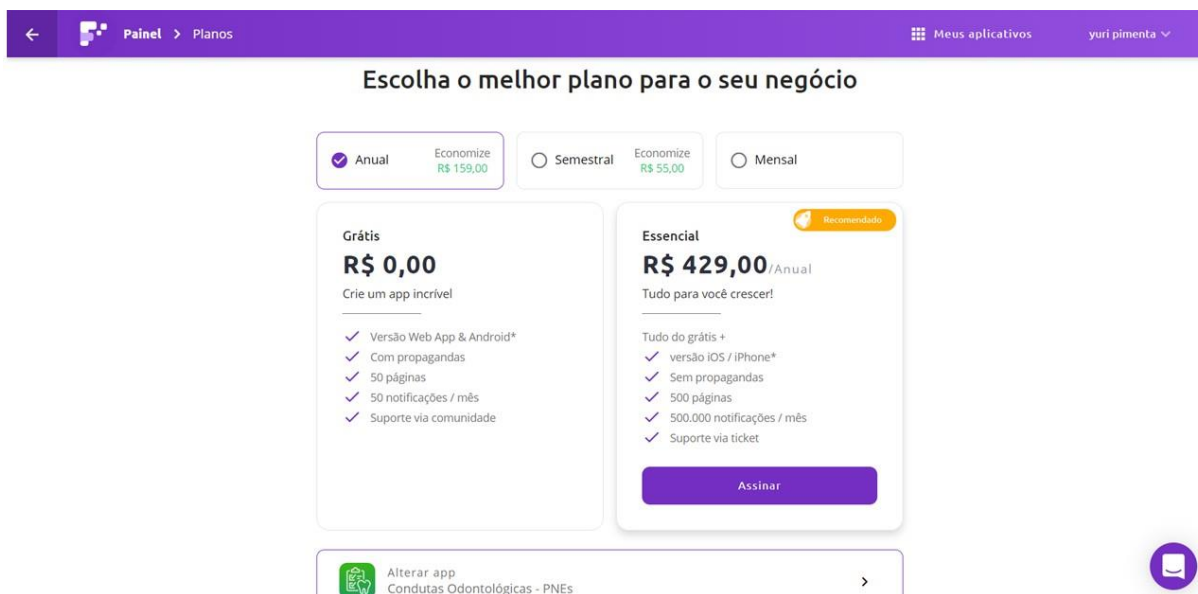 Painel > Planos
Meus aplicativos
yuri pimenta
Escolha o melhor plano para o seu negócio
Anual
Economize
R$ 159,00
Semestral
Economize
R$ 55,00
Mensal
Grátis
R$ 0,00
Crie um app incrível
Versão Web App & Android*
Com propagandas
50 páginas
50 notificações / mês
Suporte via comunidade
Recomendado
Essencial
R$ 429,00/Anual
Tudo para você crescer!
Tudo do grátis +
versão iOS / iPhone*
Sem propagandas
500 páginas
500.000 notificações / mês
Suporte via ticket
Assinar
Alterar app
Condutas Odontológicas - PNEs